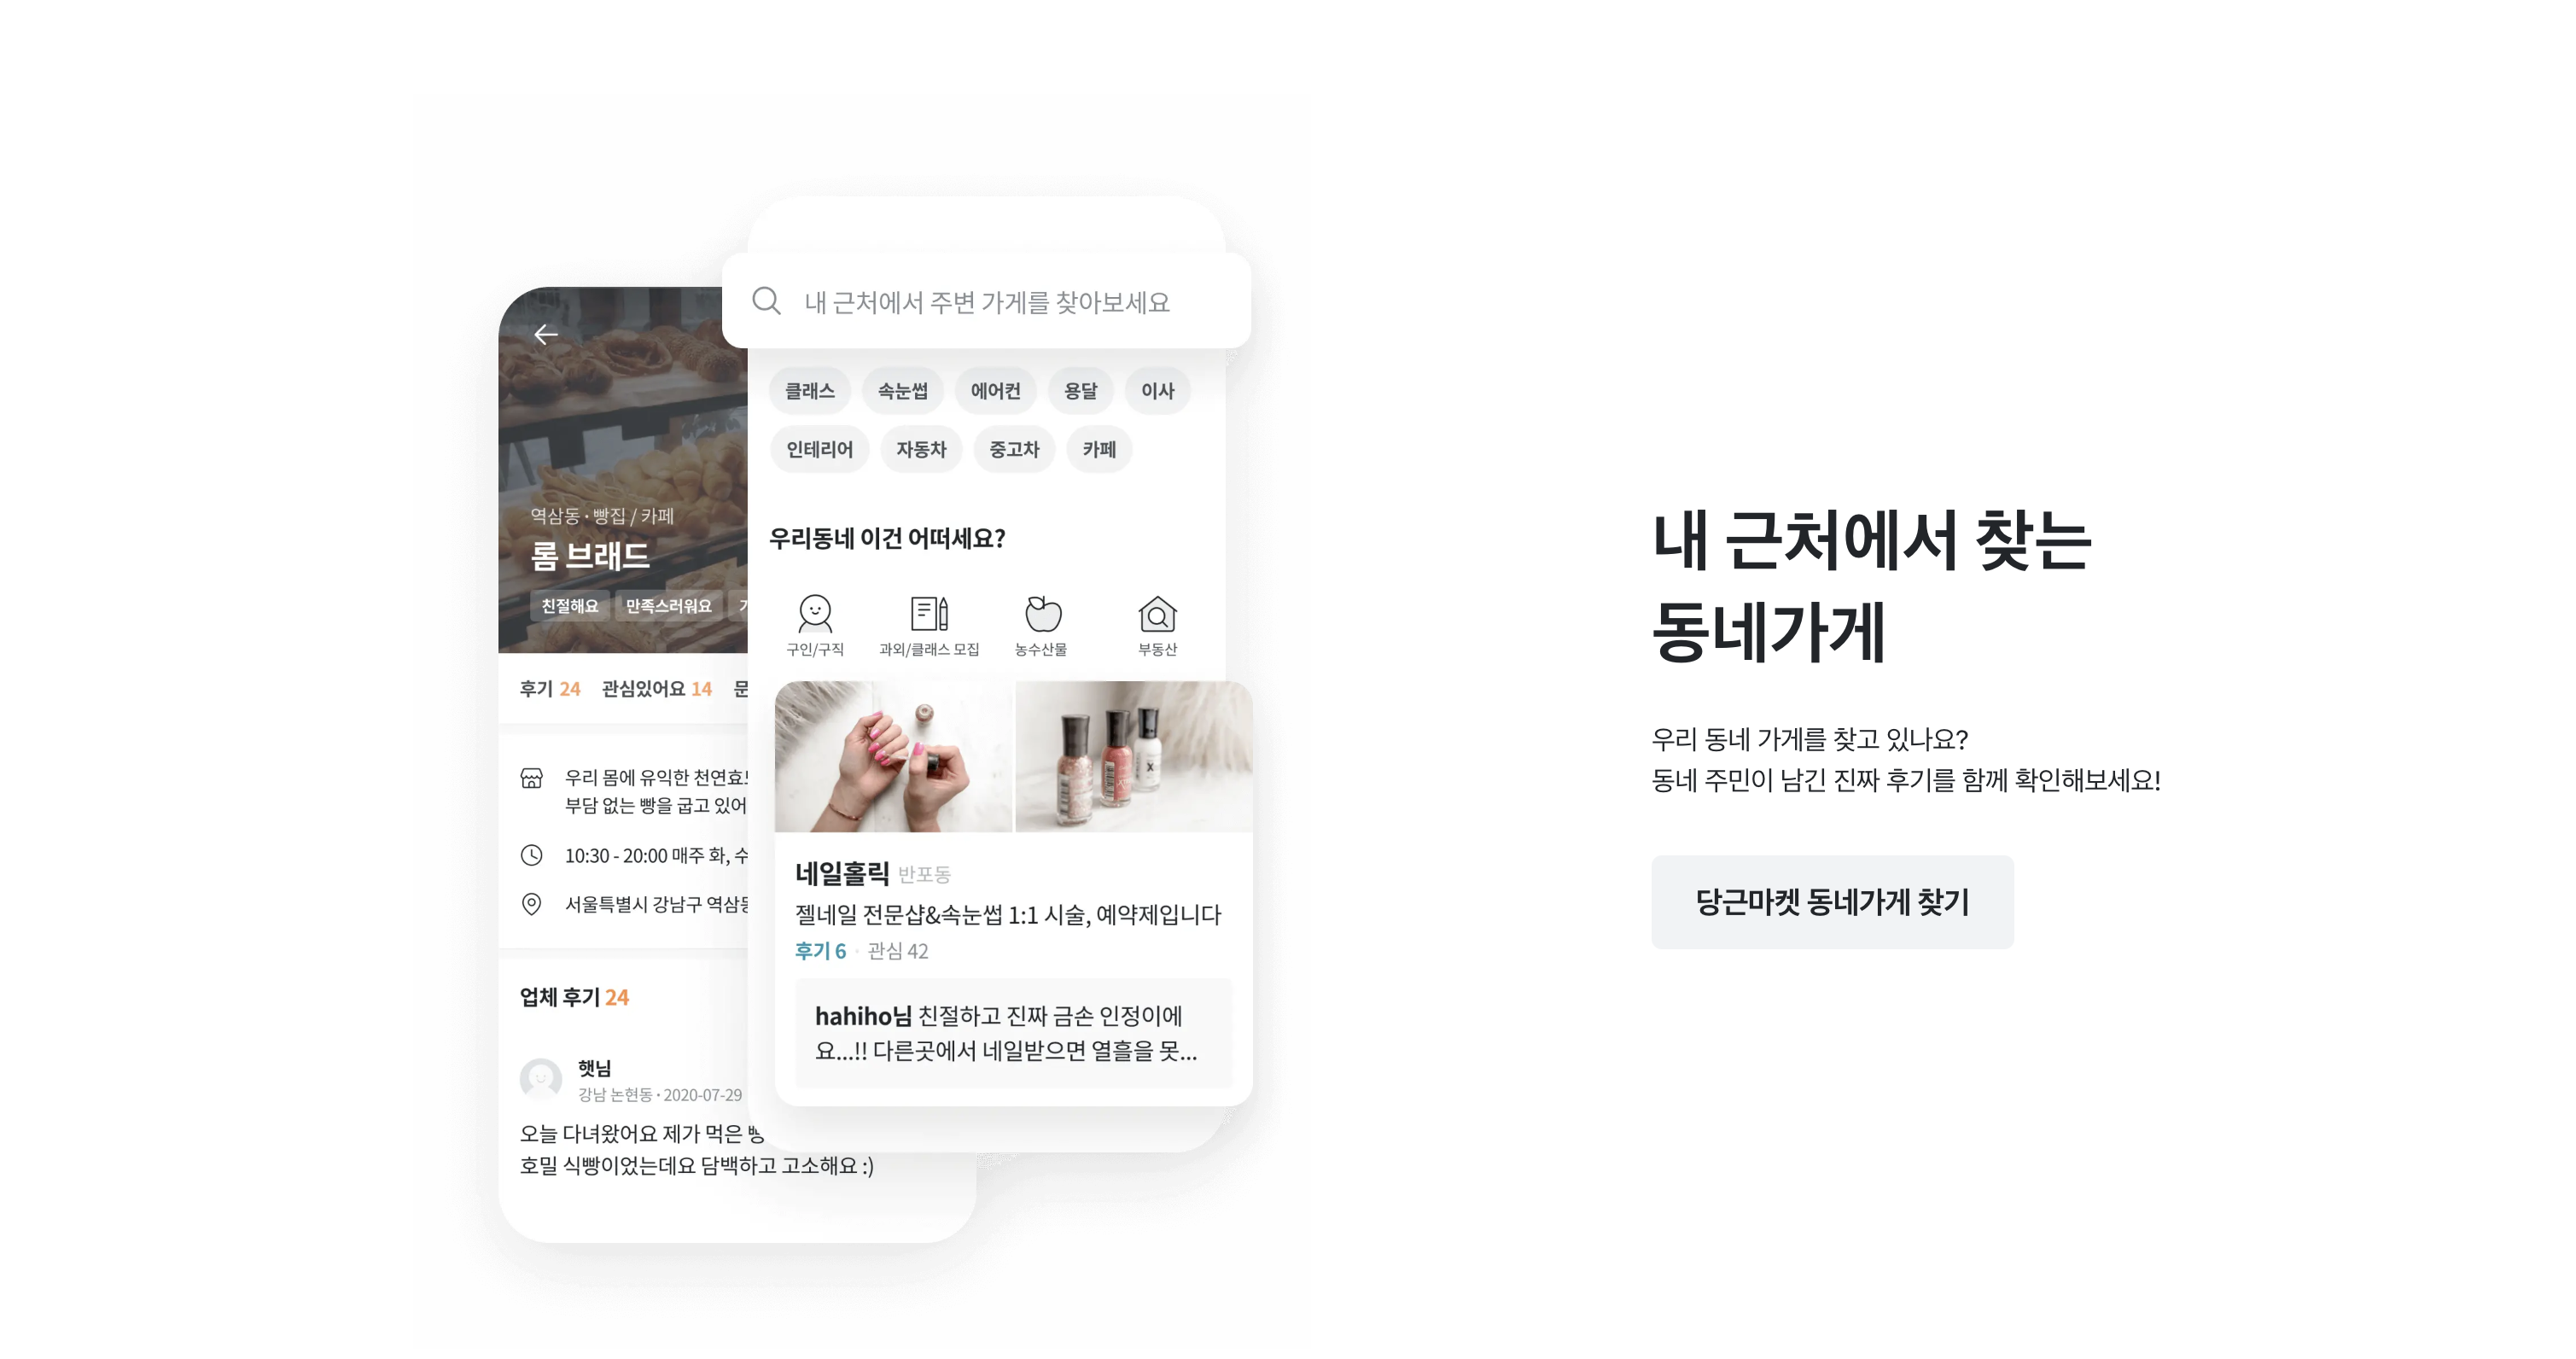 내 근처에서 주변 가게를 찾아보세요
클래스 속눈썹 에어컨 용달 이사
인테리어 자동차 중고차 카페
우리동네 이건 어떠세요?
구인/구직 과외/클래스 모집 농수산물 부동산
네일홀릭 반포동
젤네일 전문샵&속눈썹 1:1 시술, 예약제입니다
후기 6 · 관심 42
hahiho님 친절하고 진짜 금손 인정이에
요...!! 다른곳에서 네일받으면 열흘을 못...
역삼동 · 빵집 / 카페
롬 브래드
친절해요 만족스러워요
후기 24 관심있어요 14 문
우리 몸에 유익한 천연효
부담 없는 빵을 굽고 있어
10:30 - 20:00 매주 화, 수
서울특별시 강남구 역삼동
업체 후기 24
햇님
강남 논현동 · 2020-07-29
오늘 다녀왔어요 제가 먹은 빵
호밀 식빵이었는데요 담백하고 고소해요 :)
내 근처에서 찾는
동네가게
우리 동네 가게를 찾고 있나요?
동네 주민이 남긴 진짜 후기를 함께 확인해보세요!
당근마켓 동네가게 찾기